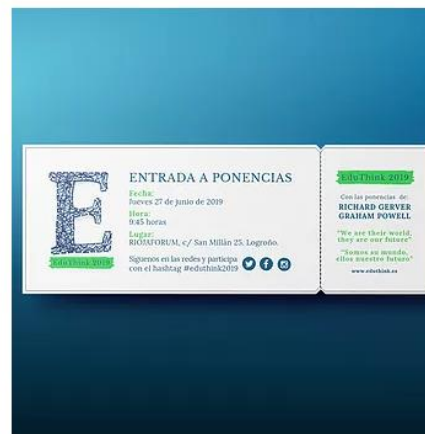 E
EduThink 2019
ENTRADA A PONENCIAS
Fecha:
Jueves 27 de junio de 2019
Hora:
9:45 horas
Lugar:
RIOJAFORUM, c/ San Millán 25, Logroño.
Síguenos en las redes y participa
con el hashtag #eduthink2019
EduThink 2019
Con las ponencias de:
RICHARD GERVER
GRAHAM POWELL
"We are their world,
they are our future"
"Somos su mundo,
ellos nuestro futuro"
www.eduthink.es